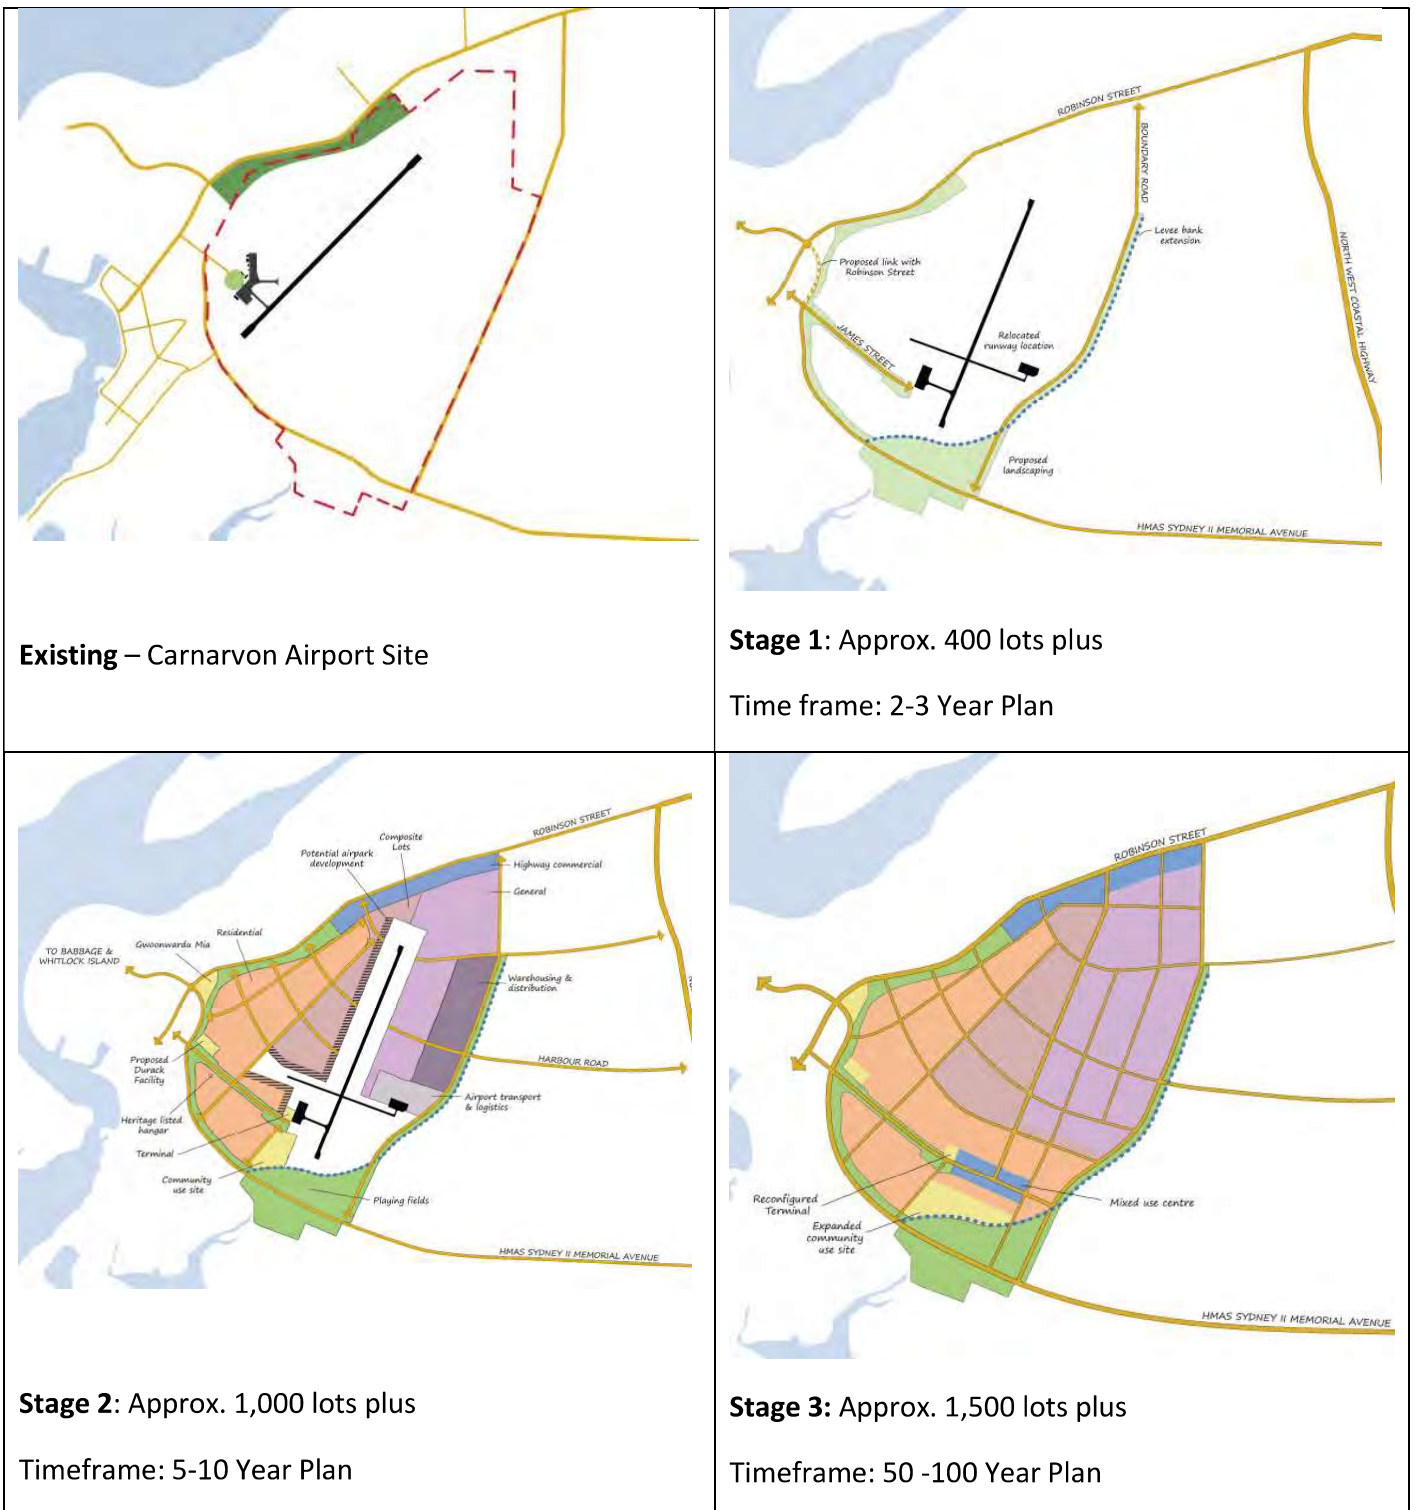 Existing – Carnarvon Airport Site
ROBINSON STREET
BOUNDARY ROAD
Levee bank
extension
Proposed link with
Robinson Street
NORTH WEST COASTAL HIGHWAY
JAMES STREET
Relocated
runway location
Proposed
landscaping
HMAS SYDNEY II MEMORIAL AVENUE
Stage 1: Approx. 400 lots plus
Time frame: 2-3 Year Plan
ROBINSON STREET
Composite
Lots
Potential airpark
development
Highway commercial
General
Residential
Gwoonwardu Mia
TO BABBAGE &
WHITLOCK ISLAND
Warehousing &
distribution
Proposed
Durack
Facility
HARBOUR ROAD
Airport transport
& logistics
Heritage listed
hangar
Terminal
Community
use site
Playing fields
HMAS SYDNEY II MEMORIAL AVENUE
Stage 2: Approx. 1,000 lots plus
Timeframe: 5-10 Year Plan
ROBINSON STREET
Reconfigured
Terminal
Mixed use centre
Expanded
community
use site
HMAS SYDNEY II MEMORIAL AVENUE
Stage 3: Approx. 1,500 lots plus
Timeframe: 50 -100 Year Plan